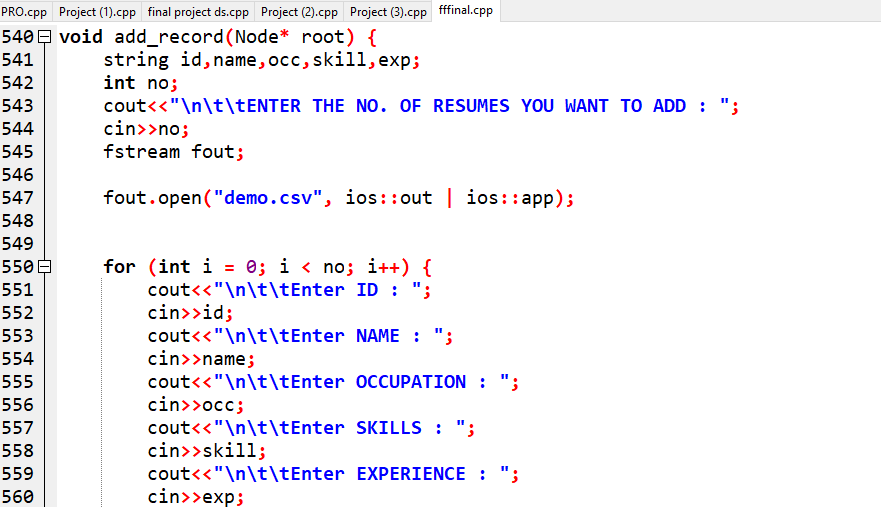 PRO.cpp Project (1).cpp final project ds.cpp Project (2).cpp Project (3).cpp fffinal.cpp
540 void add_record(Node* root) {
541 string id,name,occ,skill,exp;
542 int no;
543 cout<<"\n\t\tENTER THE NO. OF RESUMES YOU WANT TO ADD : ";
544 cin>>no;
545 fstream fout;
546
547 fout.open("demo.csv", ios::out | ios::app);
548
549
550 for (int i = 0; i < no; i++) {
551 cout<<"\n\t\tEnter ID : ";
552 cin>>id;
553 cout<<"\n\t\tEnter NAME : ";
554 cin>>name;
555 cout<<"\n\t\tEnter OCCUPATION : ";
556 cin>>occ;
557 cout<<"\n\t\tEnter SKILLS : ";
558 cin>>skill;
559 cout<<"\n\t\tEnter EXPERIENCE : ";
560 cin>>exp;